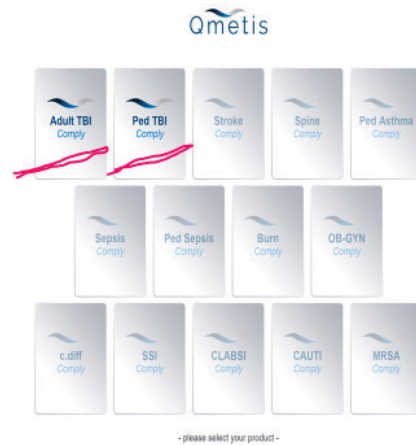 Qmetis
Adult TBI Ped TBI Stroke Spine Ped Asthma
Comply Comply Comply Comply Comply
Sepsis Ped Sepsis Burn OB-GYN
Comply Comply Comply Comply
c.diff SSI CLABSI CAUTI MRSA
Comply Comply Comply Comply Comply
- please select your product -